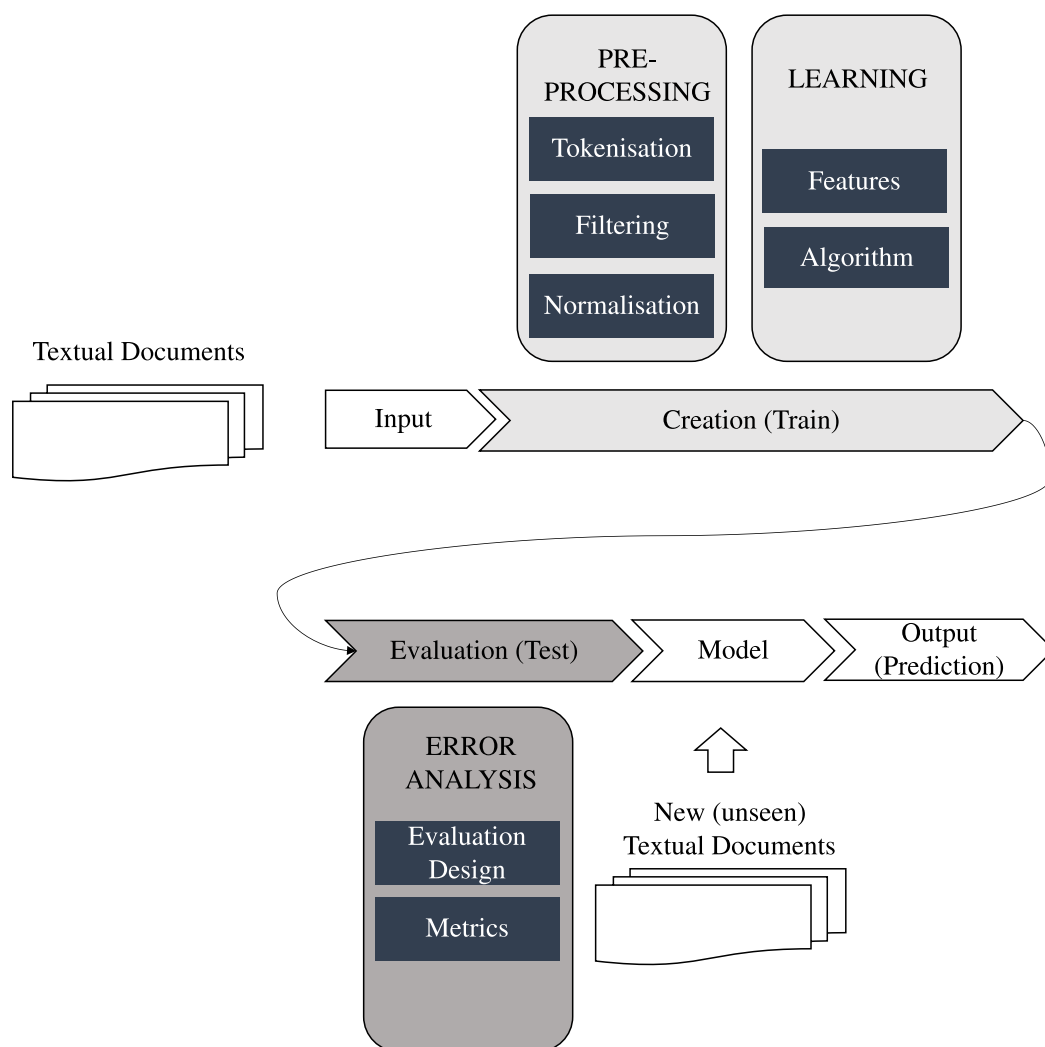 PRE-
PROCESSING
Tokenisation
Filtering
Normalisation
LEARNING
Features
Algorithm
Textual Documents
Input
Creation (Train)
Evaluation (Test)
Model
Output
(Prediction)
ERROR
ANALYSIS
Evaluation
Design
Metrics
New (unseen)
Textual Documents